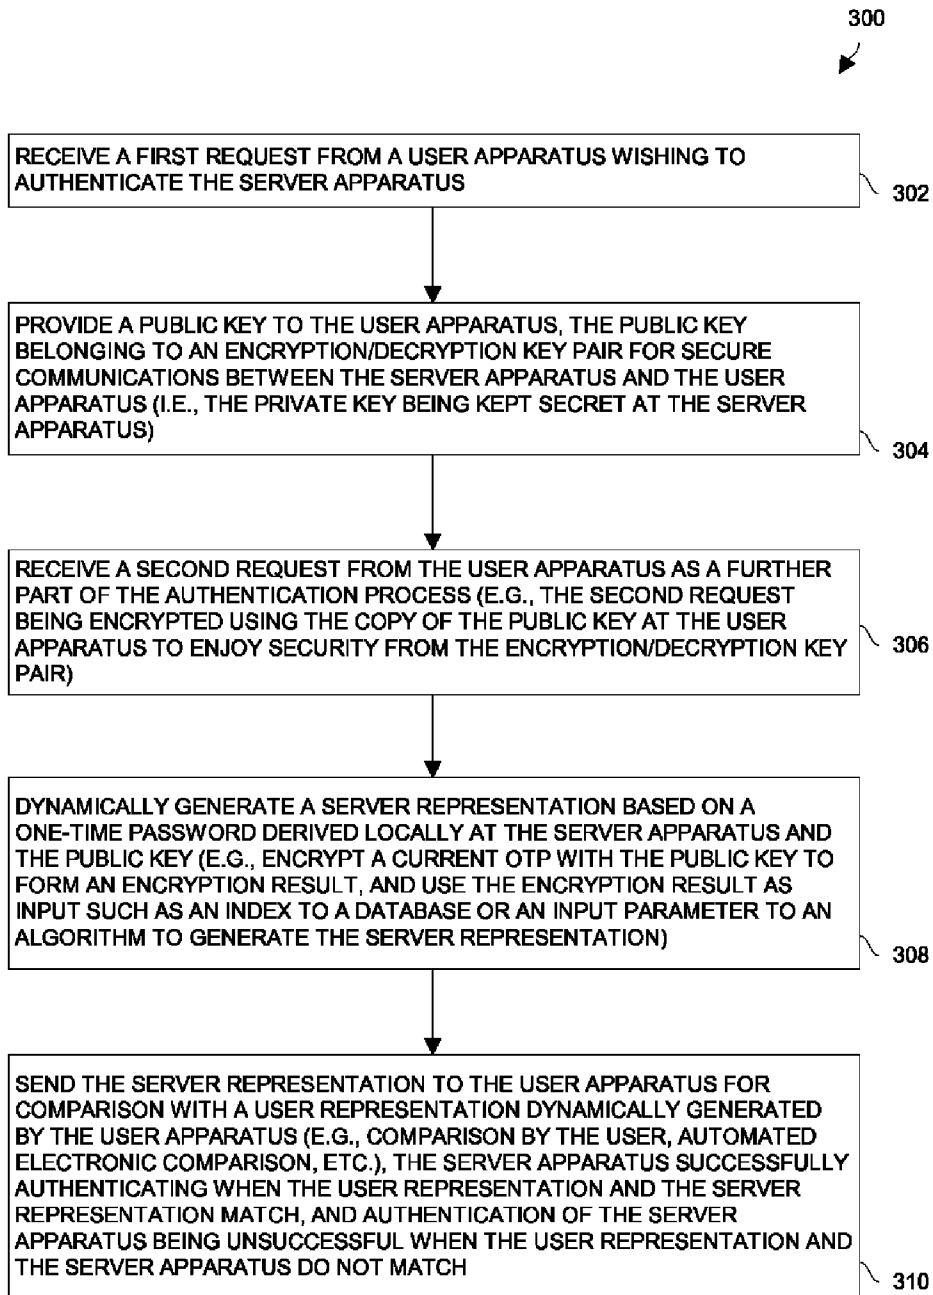 300
RECEIVE A FIRST REQUEST FROM A USER APPARATUS WISHING TO
AUTHENTICATE THE SERVER APPARATUS
302
PROVIDE A PUBLIC KEY TO THE USER APPARATUS, THE PUBLIC KEY
BELONGING TO AN ENCRYPTION/DECRYPTION KEY PAIR FOR SECURE
COMMUNICATIONS BETWEEN THE SERVER APPARATUS AND THE USER
APPARATUS (I.E., THE PRIVATE KEY BEING KEPT SECRET AT THE SERVER
APPARATUS)
304
RECEIVE A SECOND REQUEST FROM THE USER APPARATUS AS A FURTHER
PART OF THE AUTHENTICATION PROCESS (E.G., THE SECOND REQUEST
BEING ENCRYPTED USING THE COPY OF THE PUBLIC KEY AT THE USER
APPARATUS TO ENJOY SECURITY FROM THE ENCRYPTION/DECRYPTION KEY
PAIR)
306
DYNAMICALLY GENERATE A SERVER REPRESENTATION BASED ON A
ONE-TIME PASSWORD DERIVED LOCALLY AT THE SERVER APPARATUS AND
THE PUBLIC KEY (E.G., ENCRYPT A CURRENT OTP WITH THE PUBLIC KEY TO
FORM AN ENCRYPTION RESULT, AND USE THE ENCRYPTION RESULT AS
INPUT SUCH AS AN INDEX TO A DATABASE OR AN INPUT PARAMETER TO AN
ALGORITHM TO GENERATE THE SERVER REPRESENTATION)
308
SEND THE SERVER REPRESENTATION TO THE USER APPARATUS FOR
COMPARISON WITH A USER REPRESENTATION DYNAMICALLY GENERATED
BY THE USER APPARATUS (E.G., COMPARISON BY THE USER, AUTOMATED
ELECTRONIC COMPARISON, ETC.), THE SERVER APPARATUS SUCCESSFULLY
AUTHENTICATING WHEN THE USER REPRESENTATION AND THE SERVER
REPRESENTATION MATCH, AND AUTHENTICATION OF THE SERVER
APPARATUS BEING UNSUCCESSFUL WHEN THE USER REPRESENTATION AND
THE SERVER APPARATUS DO NOT MATCH
310